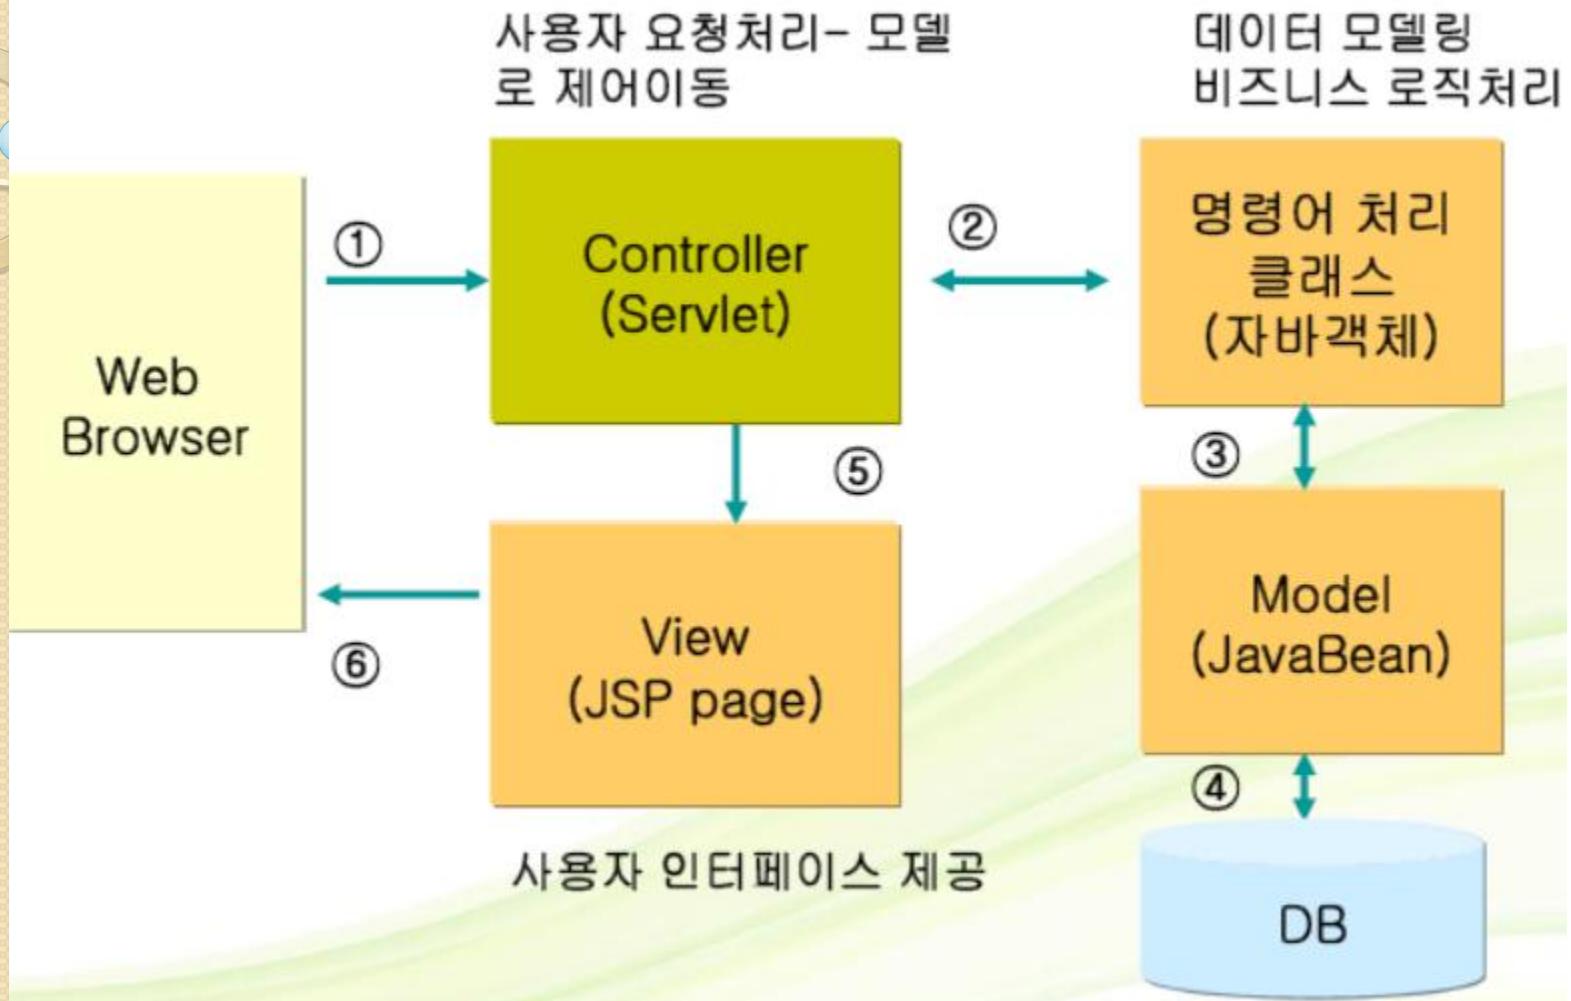 사용자 요청처리- 모델
로 제어이동
데이터 모델링
비즈니스 로직처리
Web
Browser
①
Controller
(Servlet)
②
명령어 처리
클래스
(자바객체)
③
Model
(JavaBean)
④
DB
⑤
View
(JSP page)
⑥
사용자 인터페이스 제공